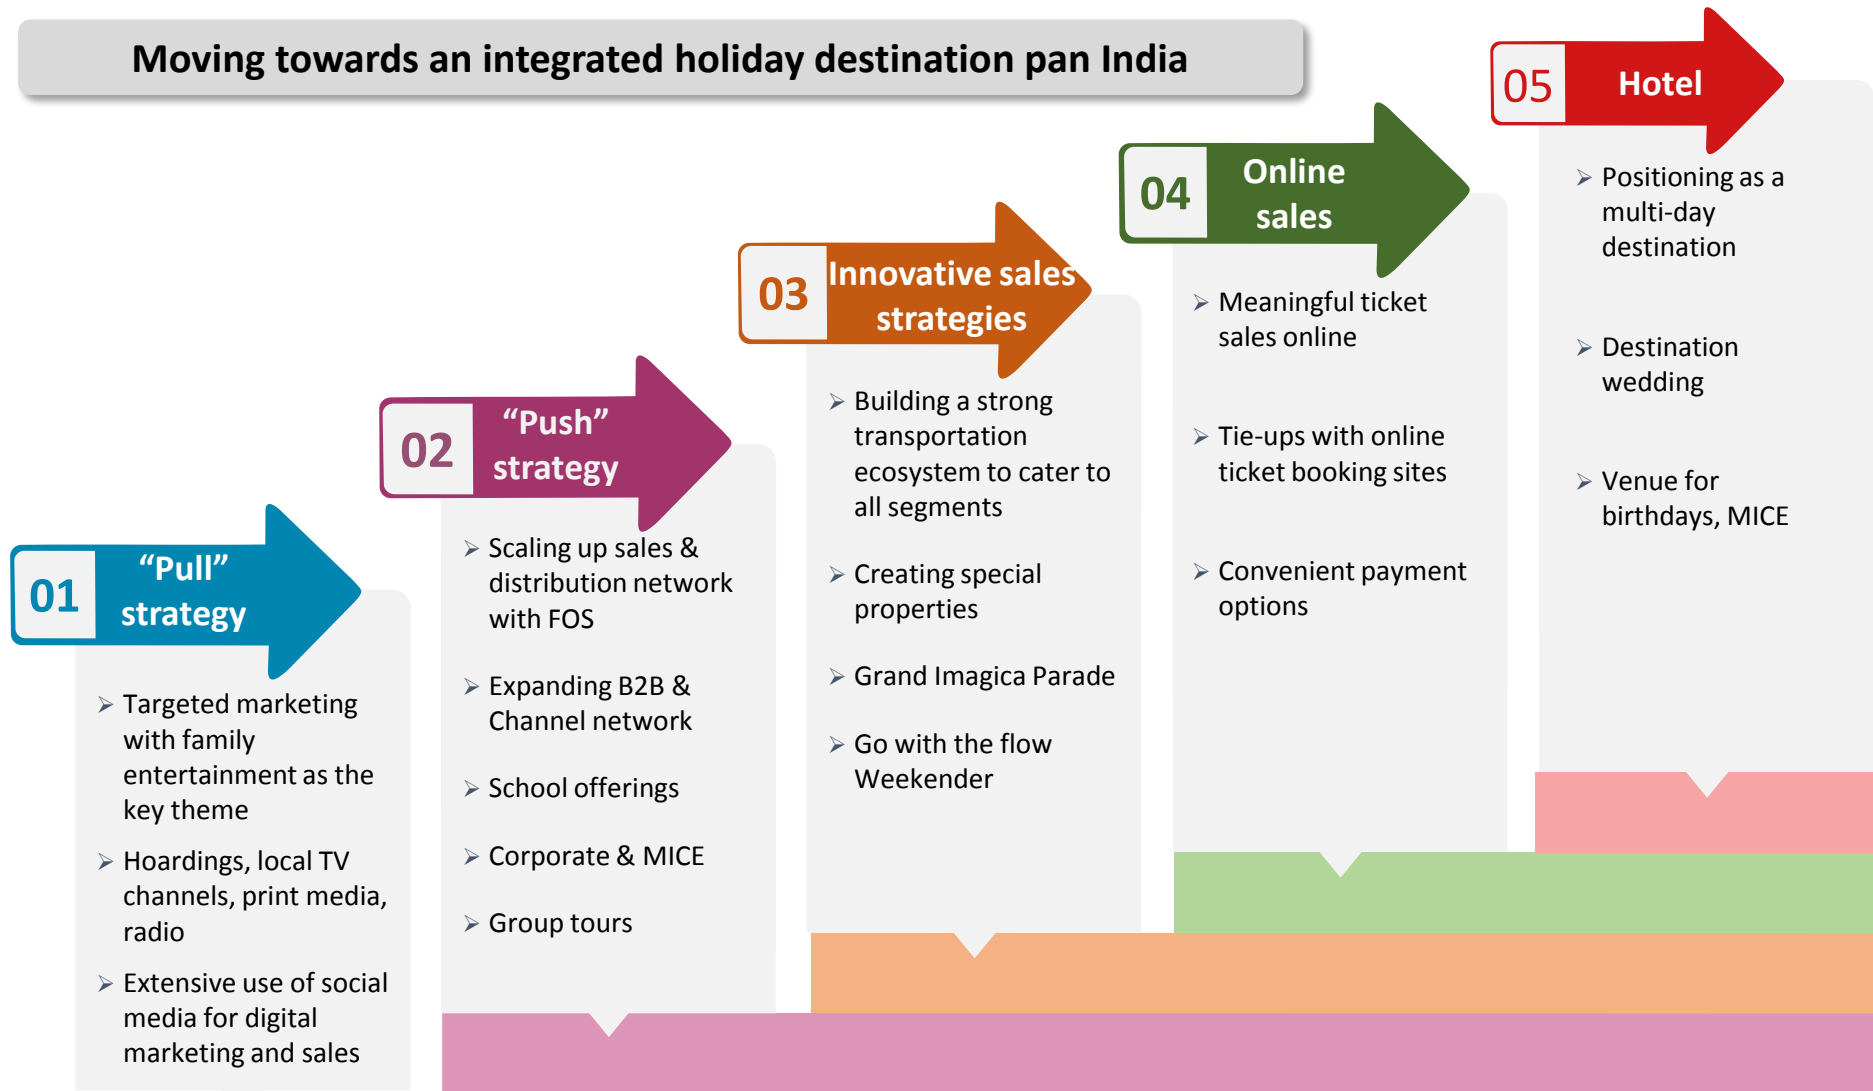 Moving towards an integrated holiday destination pan India
01
“Pull”
strategy
➢ Targeted marketing
with family
entertainment as the
key theme
➢ Hoardings, local TV
channels, print media,
radio
➢ Extensive use of social
media for digital
marketing and sales
02
“Push”
strategy
➢ Scaling up sales &
distribution network
with FOS
➢ Expanding B2B &
Channel network
➢ School offerings
➢ Corporate & MICE
➢ Group tours
03
Innovative sales
strategies
➢ Building a strong
transportation
ecosystem to cater to
all segments
➢ Creating special
properties
➢ Grand Imagica Parade
➢ Go with the flow
Weekender
04
Online
sales
➢ Meaningful ticket
sales online
➢ Tie-ups with online
ticket booking sites
➢ Convenient payment
options
05
Hotel
➢ Positioning as a
multi-day
destination
➢ Destination
wedding
➢ Venue for
birthdays, MICE